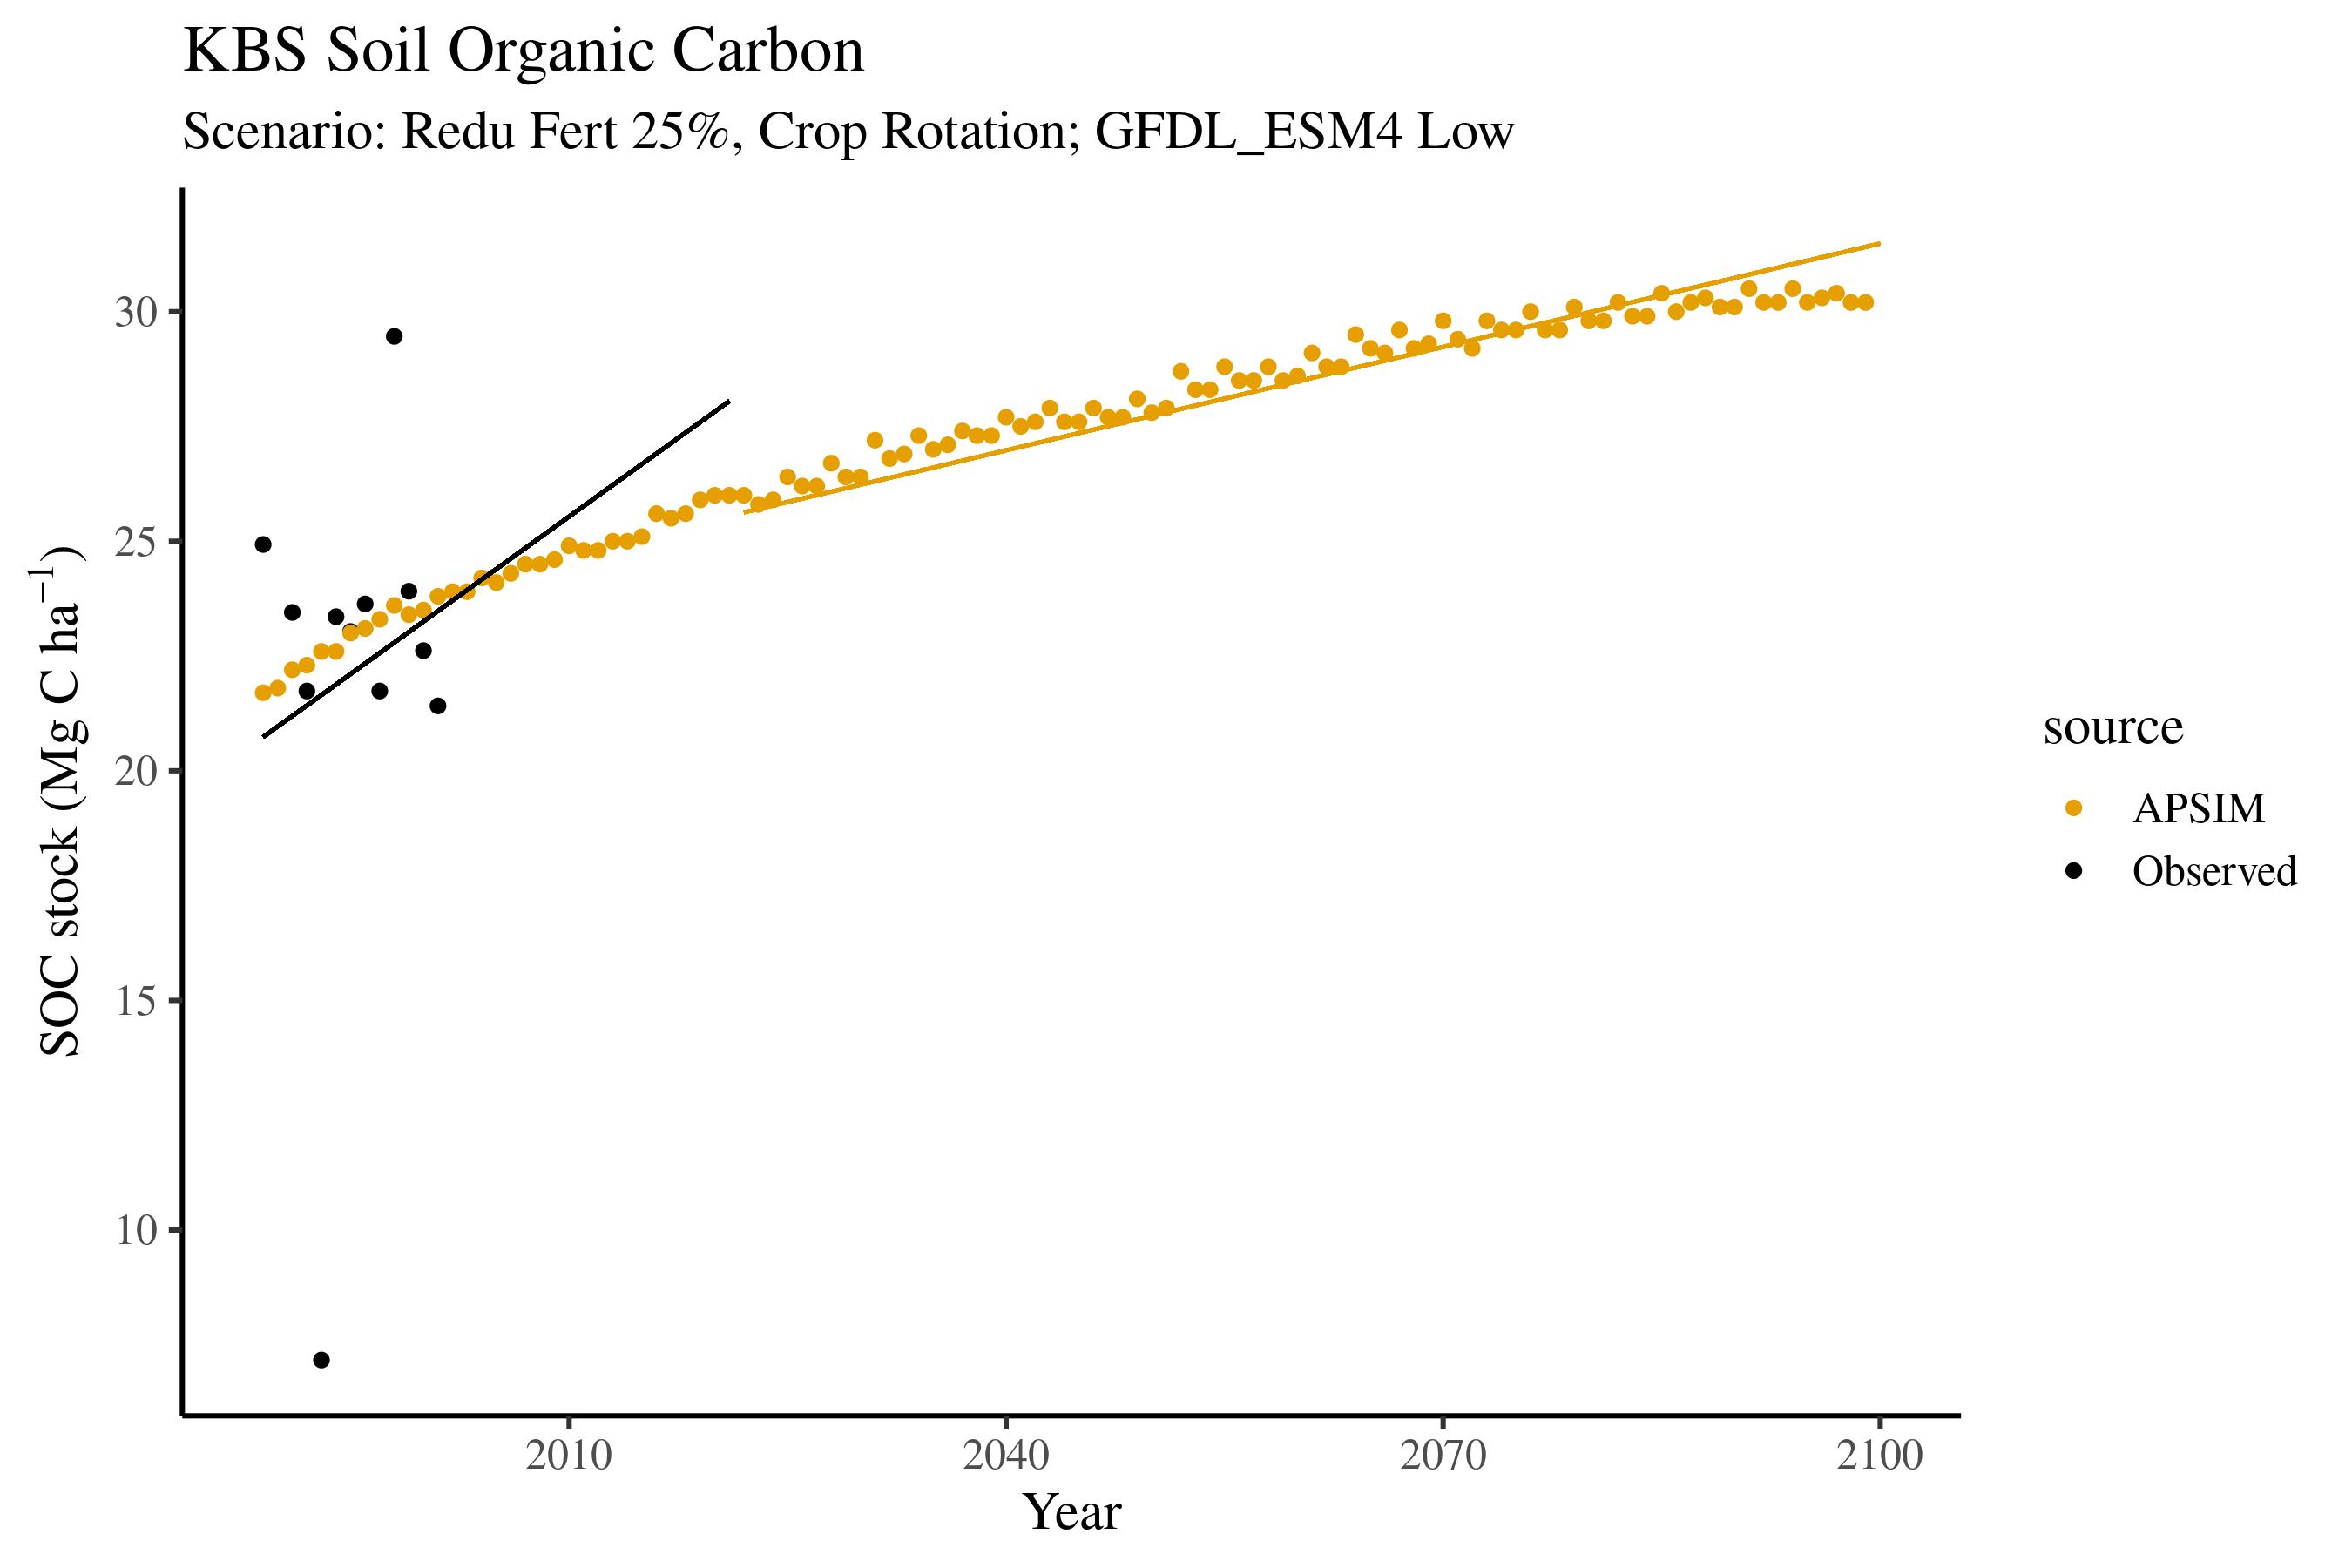 KBS Soil Organic Carbon
Scenario: Redu Fert 25%, Crop Rotation; GFDL_ESM4 Low
SOC stock (Mg C ha⁻¹)
30
25
20
15
10
2010
2040
2070
2100
Year
source
APSIM
Observed